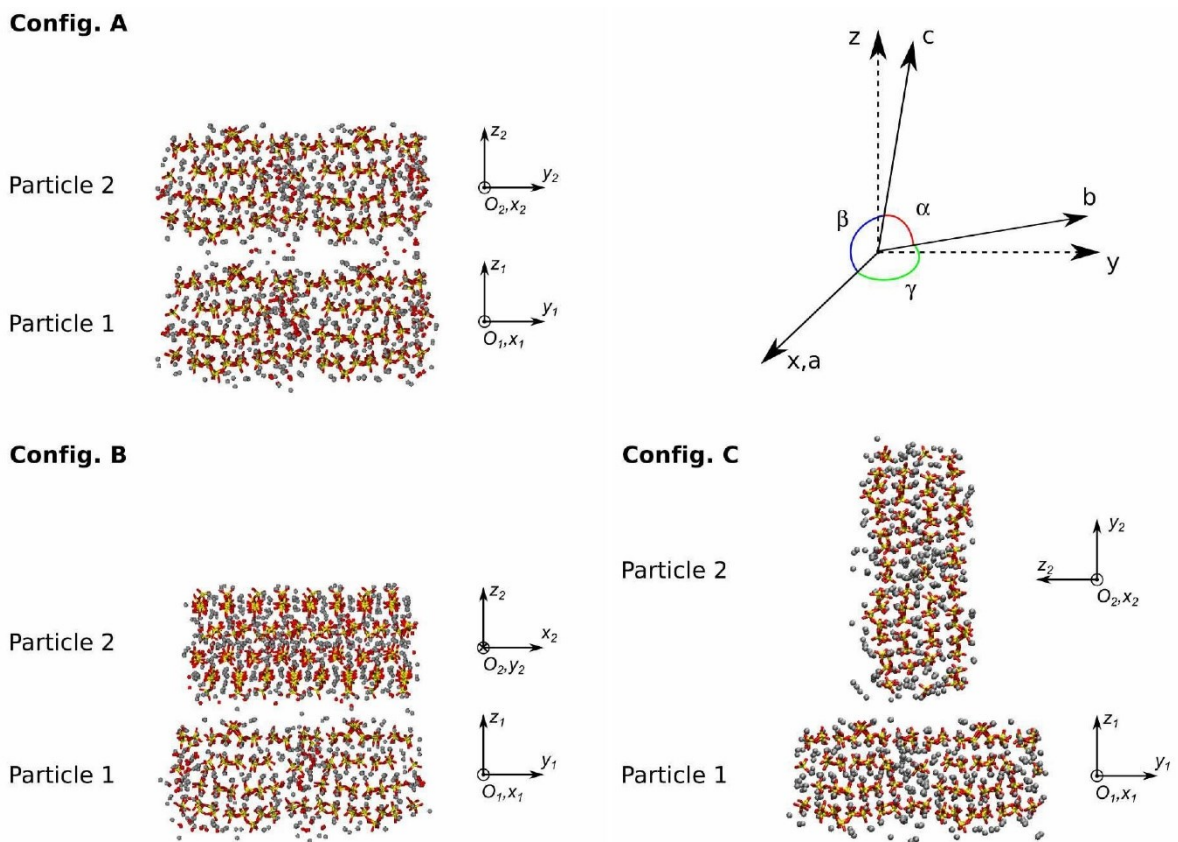 Config. A
Particle 2
z2
y2
O2,x2
Particle 1
z1
y1
O1,x1
z
c
b
y
x,a
β
α
γ
Config. B
Particle 2
z2
x2
O2,y2
Particle 1
z1
y1
O1,x1
Config. C
Particle 2
y2
z2
O2,x2
Particle 1
z1
y1
O1,x1